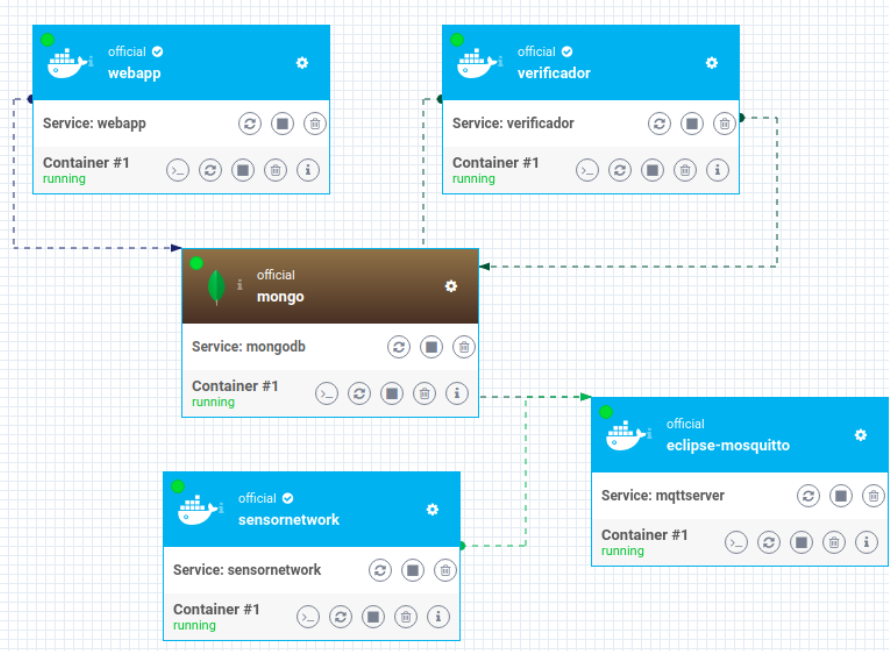 official
webapp
Service: webapp
Container #1
running
official
verificador
Service: verificador
Container #1
running
official
mongo
Service: mongodb
Container #1
running
official
eclipse-mosquitto
Service: mqttserver
Container #1
running
official
sensornetwork
Service: sensornetwork
Container #1
running